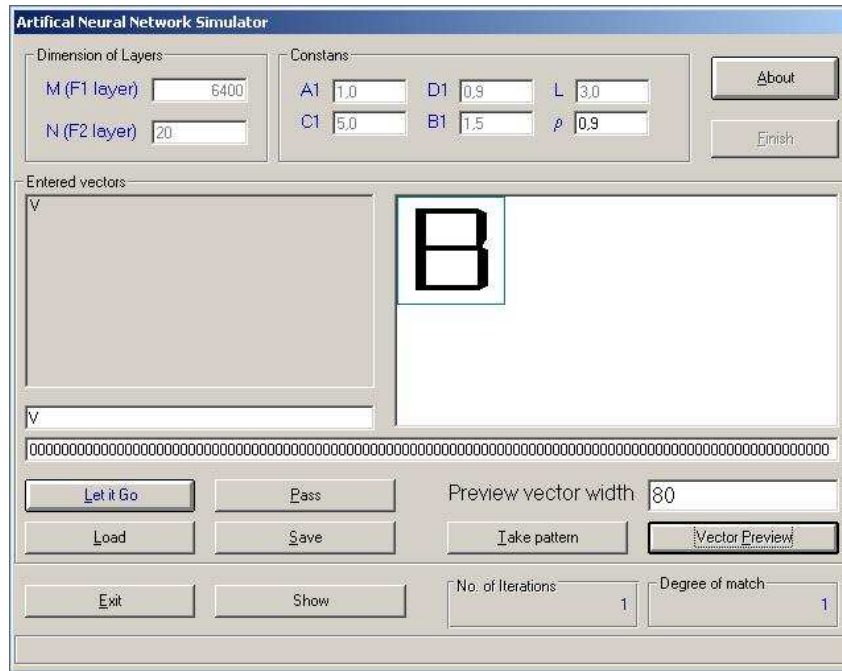 Artifical Neural Network Simulator
Dimension of Layers
M (F1 layer) 6400
N (F2 layer) 20
Constans
A1 1,0 D1 0,9 L 3,0
C1 5,0 B1 1,5 ρ 0,9
About
Finish
Entered vectors
V
B
V
Let it Go
Pass
Preview vector width 80
Load
Save
Take pattern
Vector Preview
Exit
Show
No. of Iterations
1
Degree of match
1